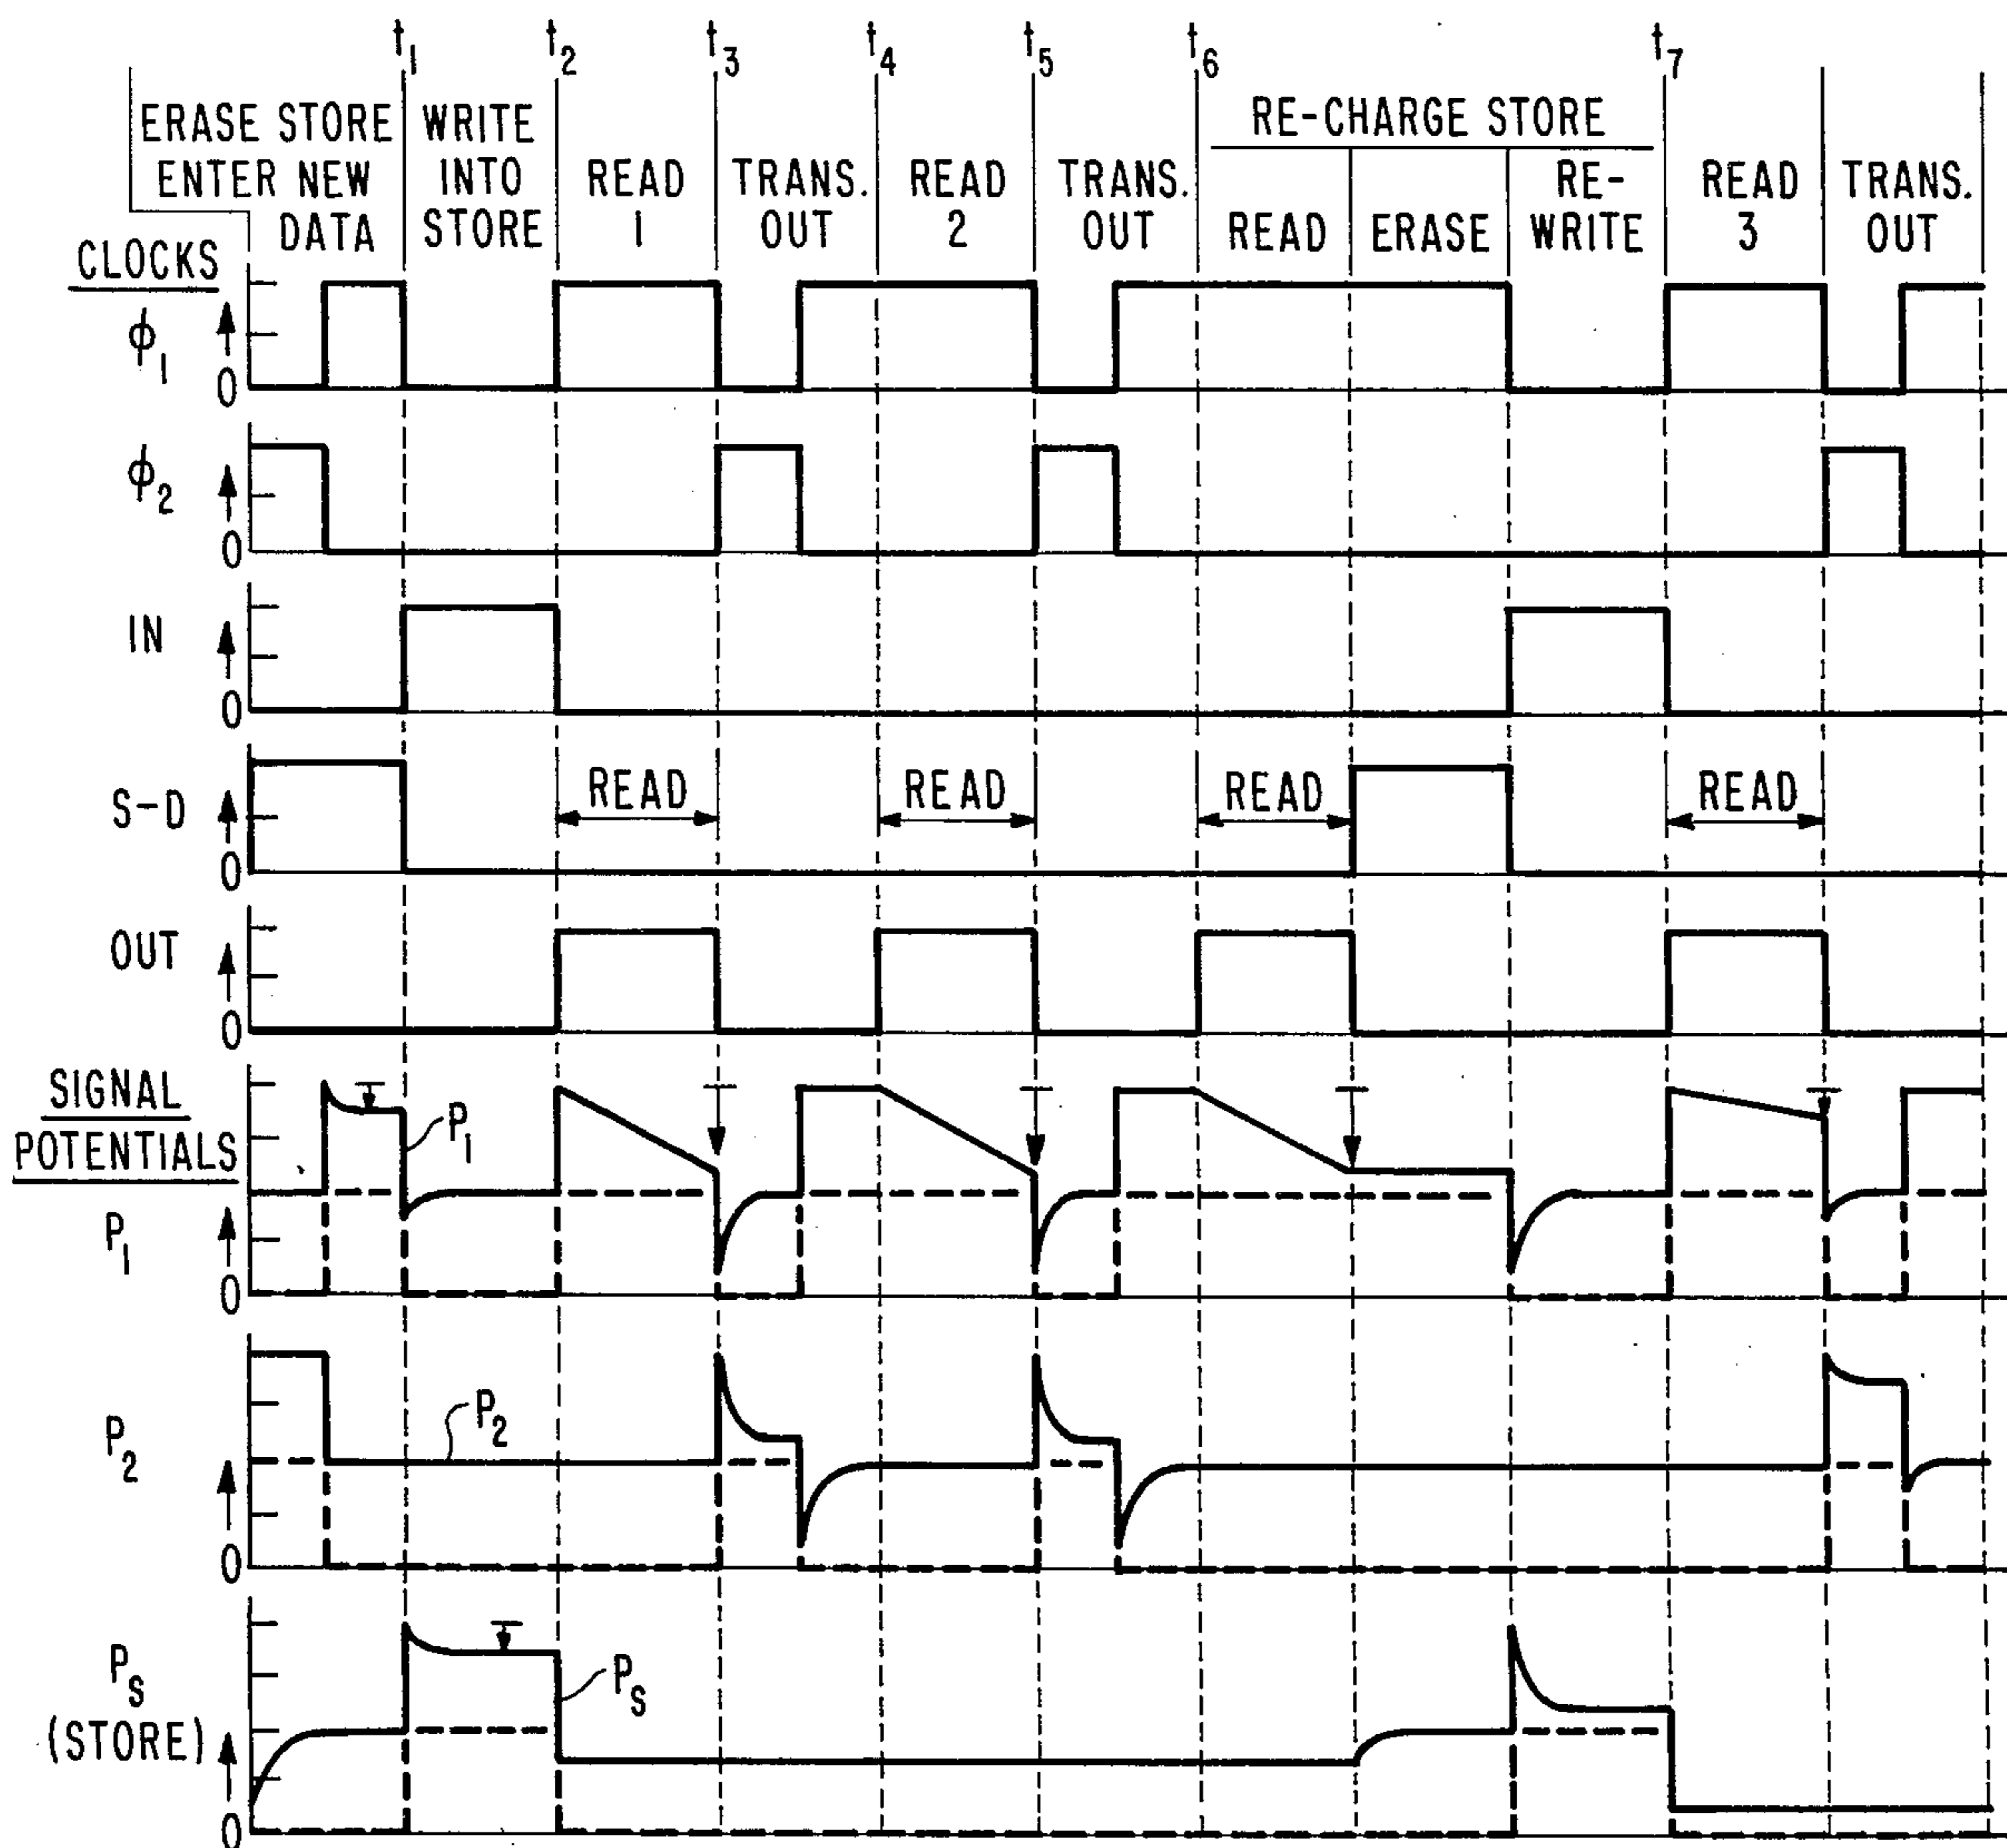 t1 t2 t3 t4 t5 t6 t7
ERASE STORE
ENTER NEW
DATA
WRITE
INTO
STORE
READ
1
TRANS.
OUT
READ
2
TRANS.
OUT
RE-CHARGE STORE
READ
ERASE
RE-
WRITE
READ
3
TRANS.
OUT
CLOCKS
ϕ1
0
ϕ2
0
IN
0
S-D
READ
READ
READ
READ
0
OUT
0
SIGNAL
POTENTIALS
P1
P1
0
P2
P2
0
PS
(STORE)
PS
0